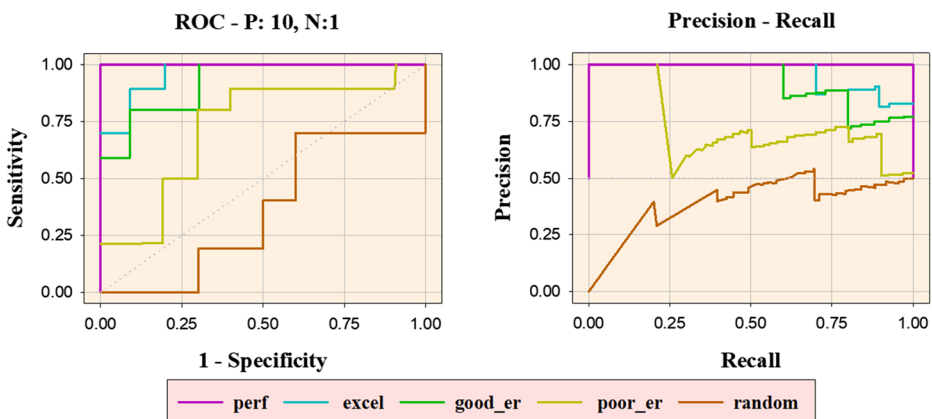 ROC - P: 10, N:1
Precision - Recall
Sensitivity
1.00
0.75
0.50
0.25
0.00
0.00 0.25 0.50 0.75 1.00
1 - Specificity
Precision
1.00
0.75
0.50
0.25
0.00
0.00 0.25 0.50 0.75 1.00
Recall
perf excel good_er poor_er random